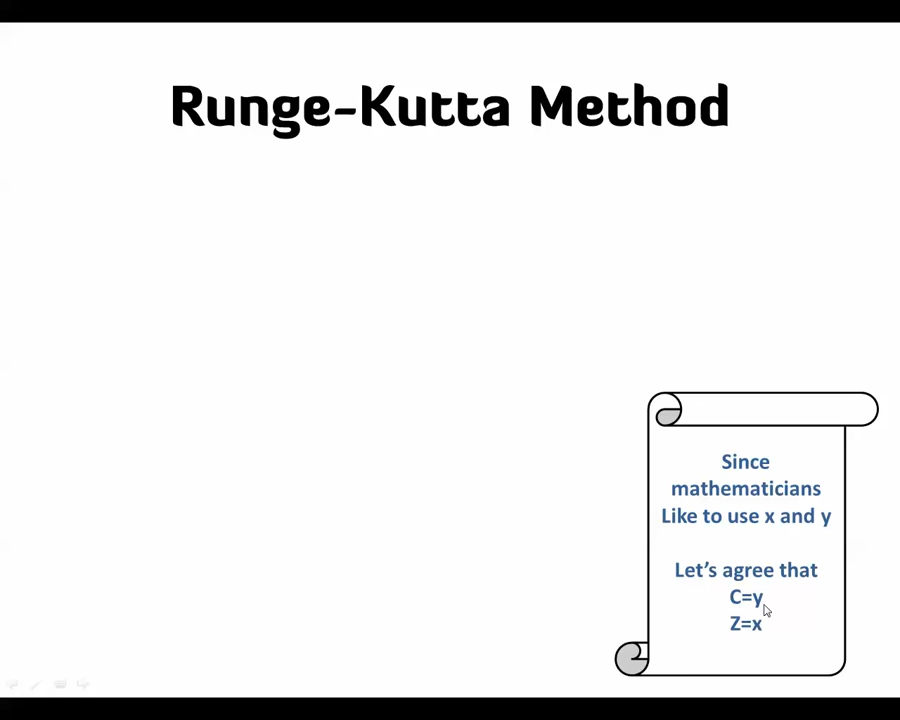 Runge-Kutta Method
Since
mathematicians
Like to use x and y
Let's agree that
C=y
Z=x